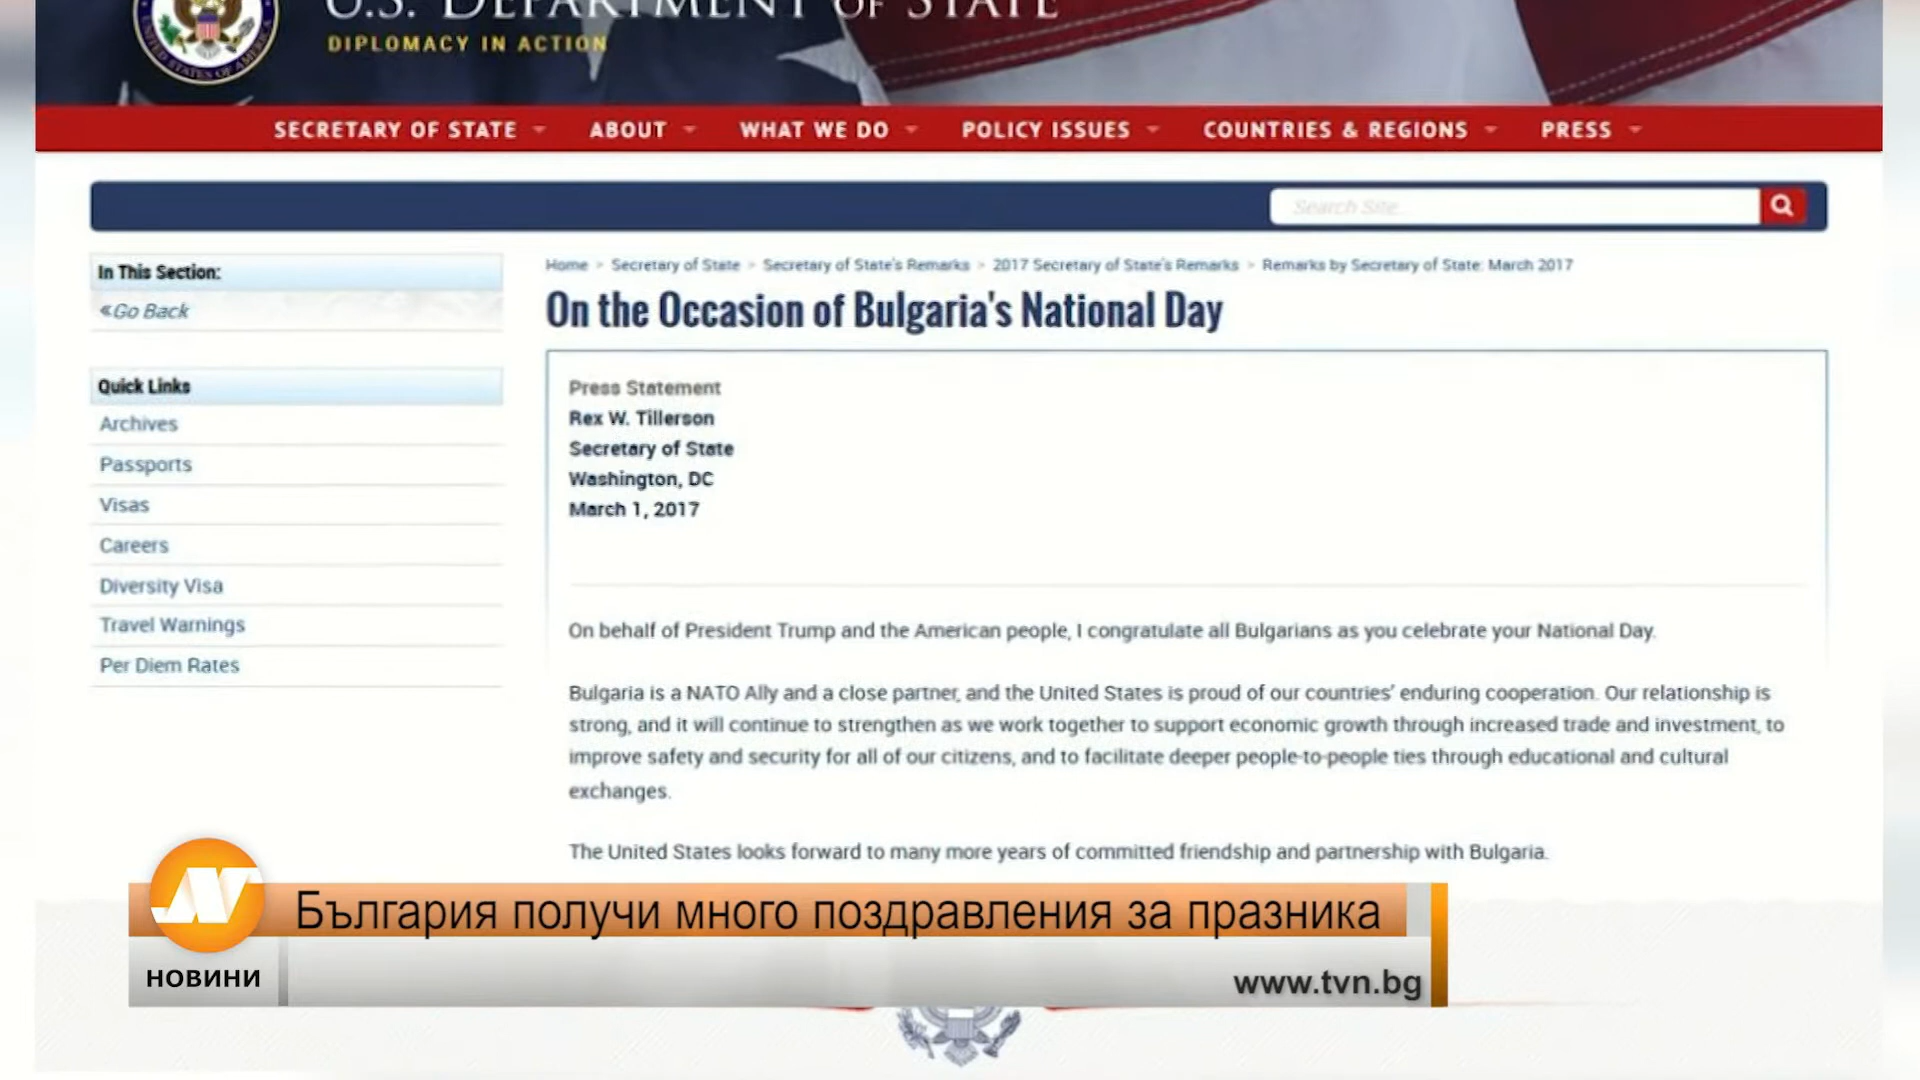 U.S. DEPARTMENT OF STATE
DIPLOMACY IN ACTION
UNITED STATES OF AMERICA
SECRETARY OF STATE ABOUT WHAT WE DO POLICY ISSUES COUNTRIES & REGIONS PRESS
Search Site...
In This Section:
«Go Back
Quick Links
Archives
Passports
Visas
Careers
Diversity Visa
Travel Warnings
Per Diem Rates
Home > Secretary of State > Secretary of State's Remarks > 2017 Secretary of State's Remarks > Remarks by Secretary of State: March 2017
On the Occasion of Bulgaria's National Day
Press Statement
Rex W. Tillerson
Secretary of State
Washington, DC
March 1, 2017
On behalf of President Trump and the American people, I congratulate all Bulgarians as you celebrate your National Day.
Bulgaria is a NATO Ally and a close partner, and the United States is proud of our countries' enduring cooperation. Our relationship is
strong, and it will continue to strengthen as we work together to support economic growth through increased trade and investment, to
improve safety and security for all of our citizens, and to facilitate deeper people-to-people ties through educational and cultural
exchanges.
The United States looks forward to many more years of committed friendship and partnership with Bulgaria.
N
България получи много поздравления за празника
НОВИНИ
www.tvn.bg